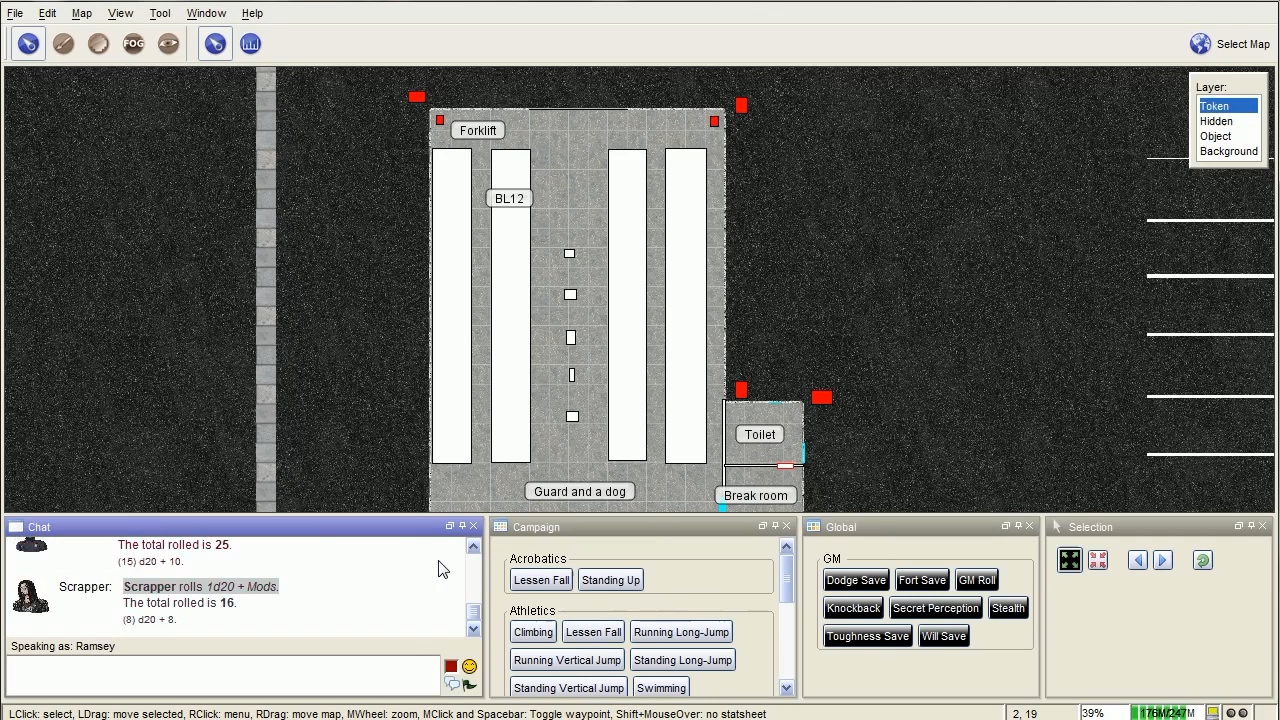 File Edit Map View Tool Window Help
FOG Select Map
Layer:
Token
Hidden
Object
Background
Forklift
BL12
Toilet
Guard and a dog
Break room
Chat
The total rolled is 25.
(15) d20 + 10.
Scrapper: Scrapper rolls 1d20 + Mods.
The total rolled is 16.
(8) d20 + 8.
Speaking as: Ramsey
Campaign
Acrobatics
Lessen Fall Standing Up
Athletics
Climbing Lessen Fall Running Long-Jump
Running Vertical Jump Standing Long-Jump
Standing Vertical Jump Swimming
Global
GM
Dodge Save Fort Save GM Roll
Knockback Secret Perception Stealth
Toughness Save Will Save
Selection
LClick: select, LDrag: move selected, RClick: menu, RDrag: move map, MWheel: zoom, MClick and Spacebar: Toggle waypoint, Shift+MouseOver: no statsheet
2, 19 39% 176M/247M